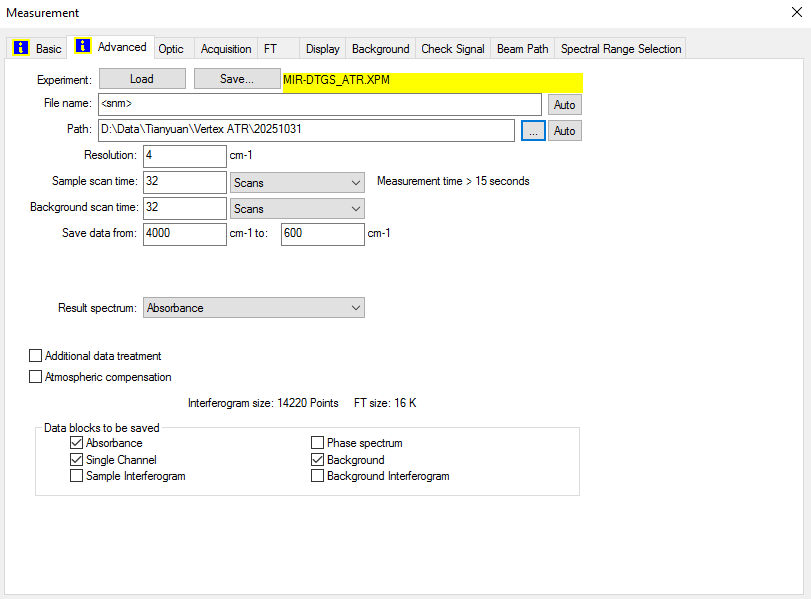 Measurement
Basic Advanced Optic Acquisition FT Display Background Check Signal Beam Path Spectral Range Selection
Experiment: Load Save... MIR-DTGS_ATR.XPM
File name: <snm> Auto
Path: D:\Data\Tianyuan\Vertex ATR\20251031 ... Auto
Resolution: 4 cm-1
Sample scan time: 32 Scans Measurement time > 15 seconds
Background scan time: 32 Scans
Save data from: 4000 cm-1 to: 600 cm-1
Result spectrum: Absorbance
Additional data treatment
Atmospheric compensation
Interferogram size: 14220 Points FT size: 16 K
Data blocks to be saved
Absorbance Phase spectrum
Single Channel Background
Sample Interferogram Background Interferogram